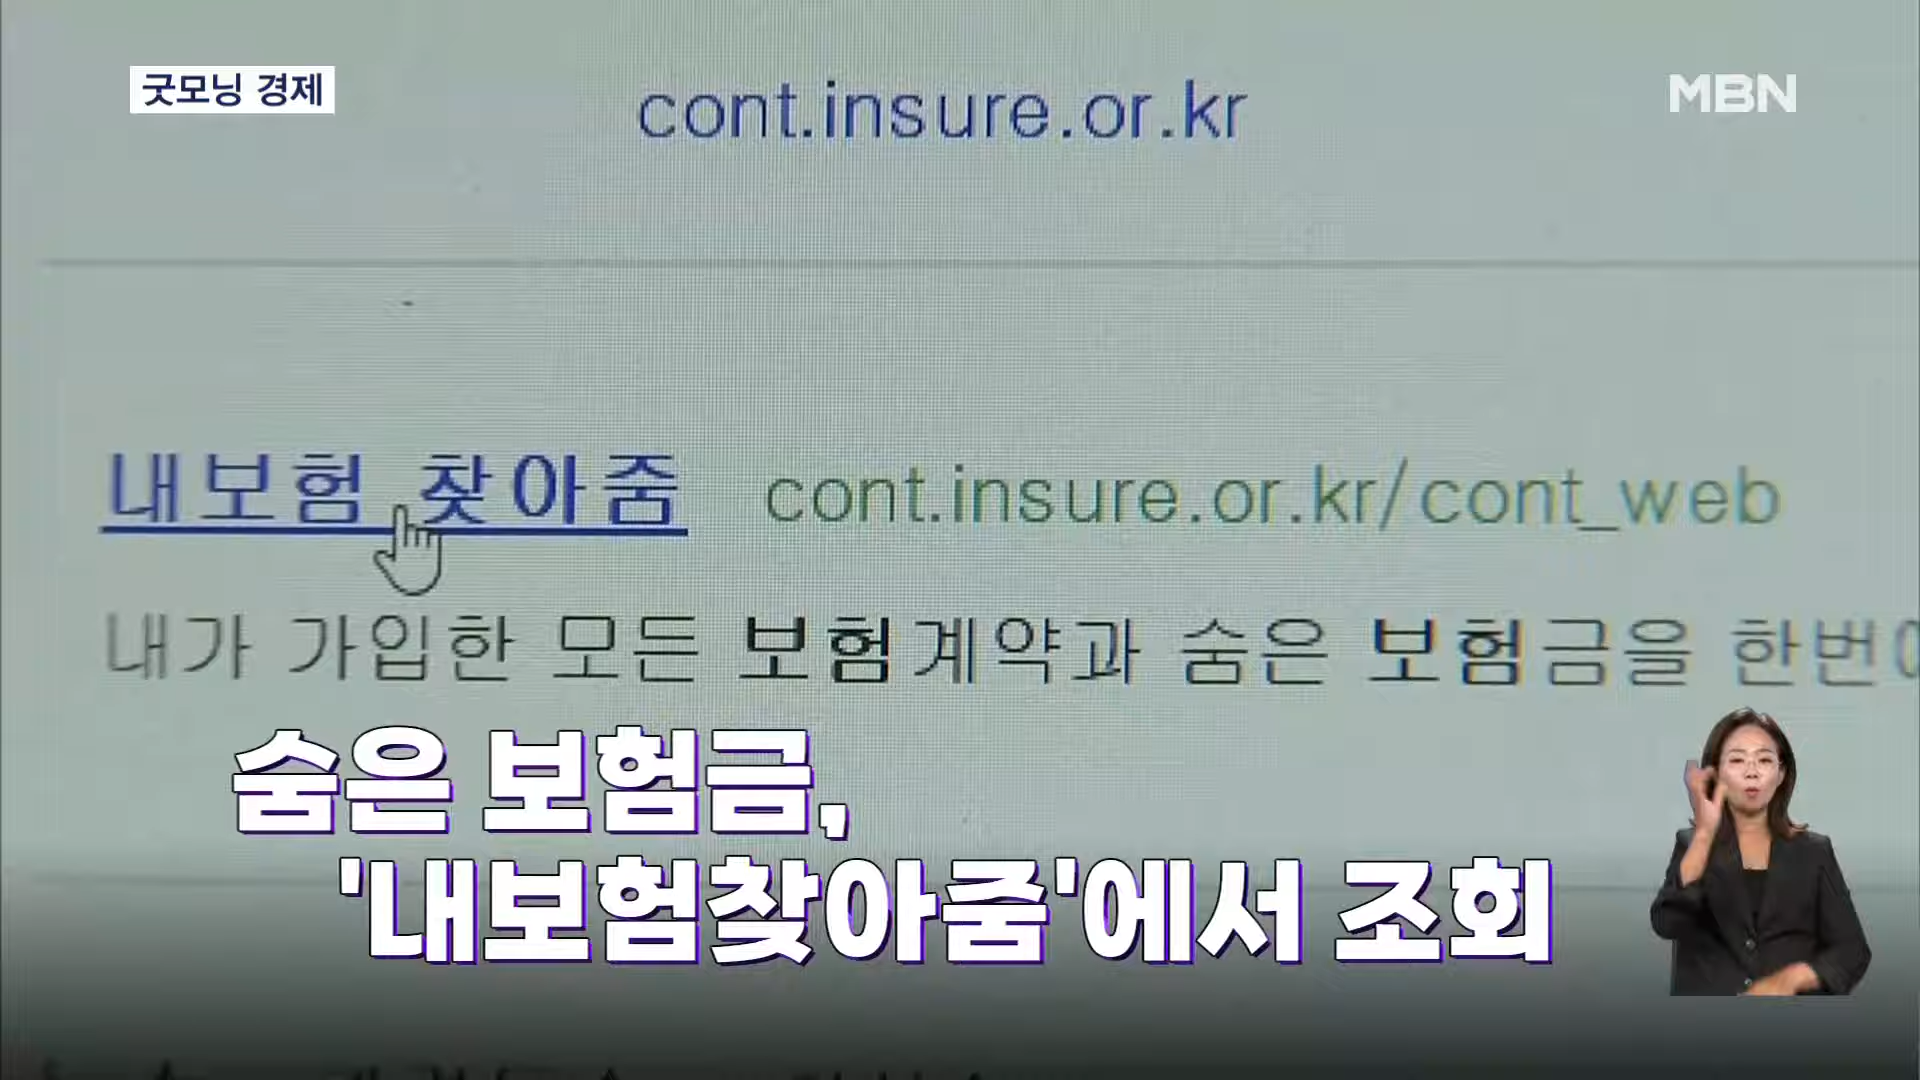 굿모닝 경제
MBN
cont.insure.or.kr
내보험 찾아줌 cont.insure.or.kr/cont_web
내가 가입한 모든 보험계약과 숨은 보험금을 한번에
숨은 보험금,
'내보험찾아줌'에서 조회